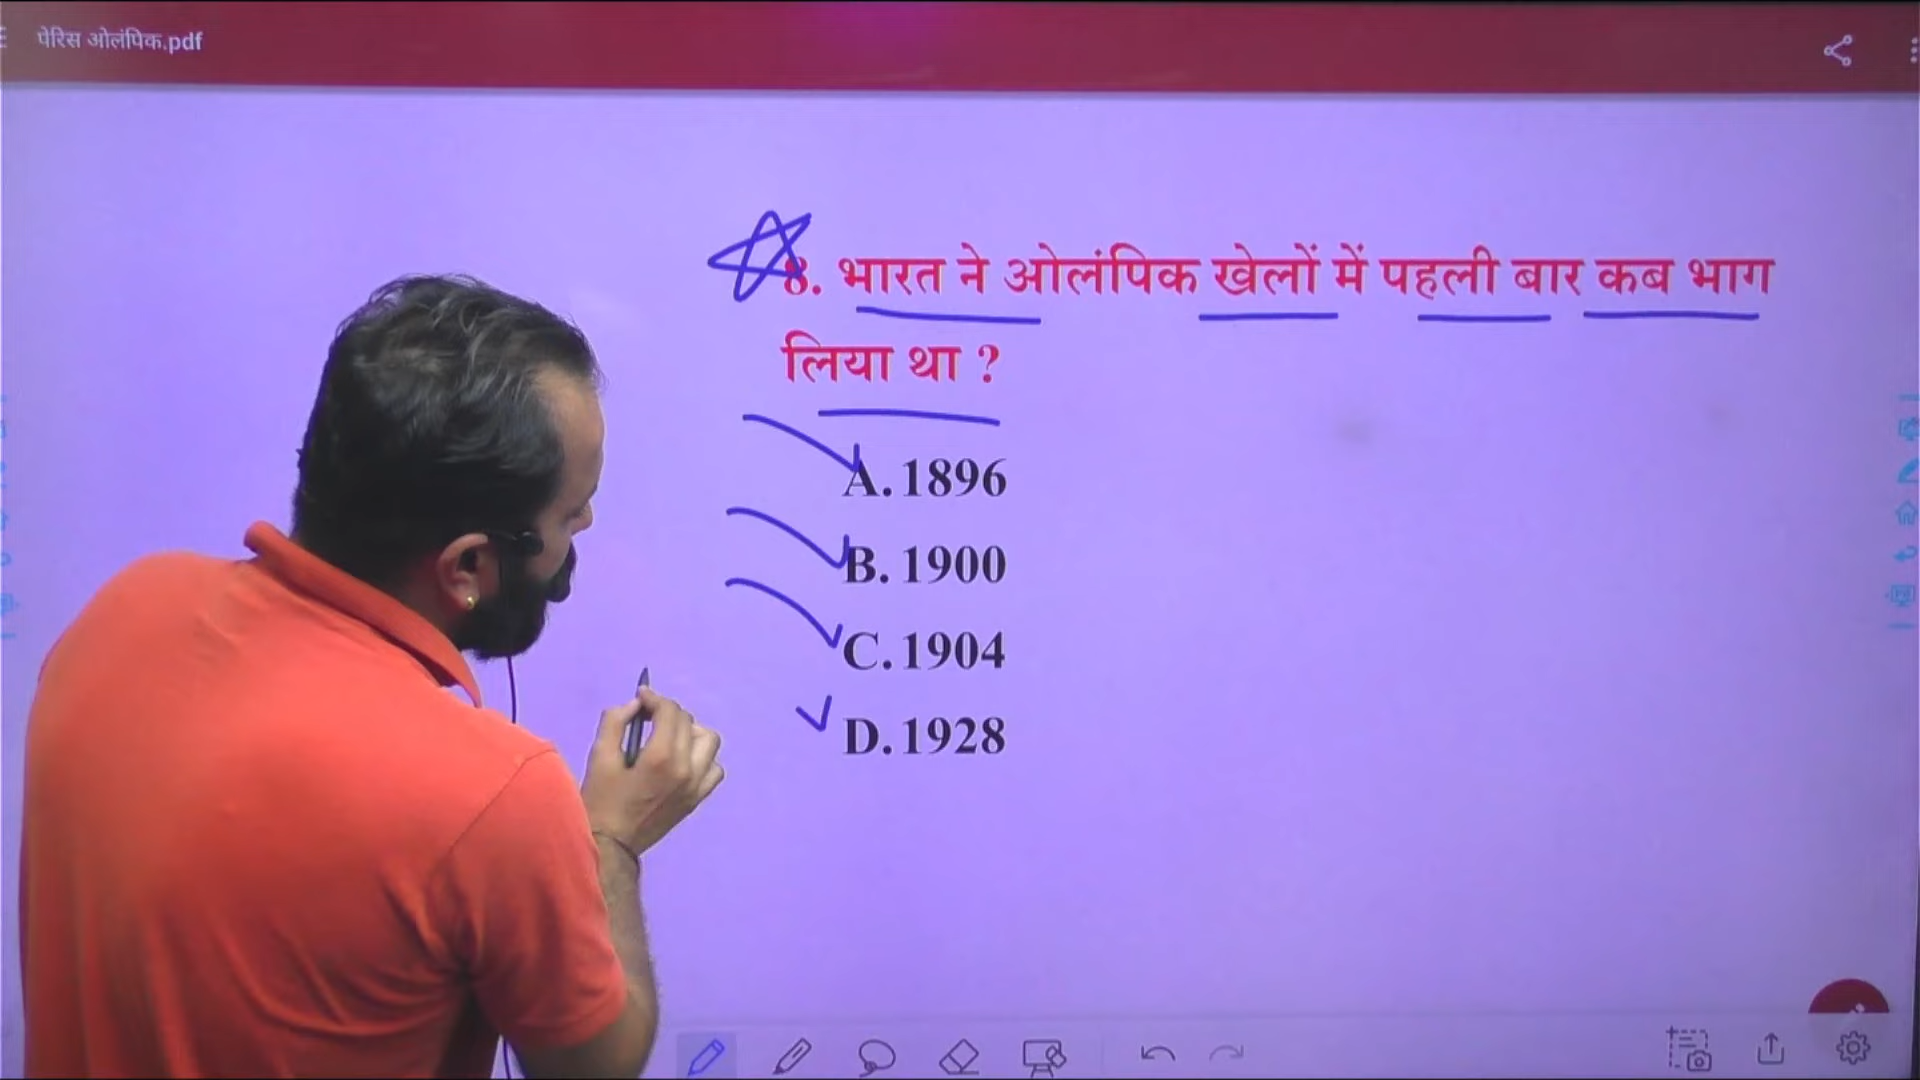 पेरिस ओलंपिक.pdf
8. भारत ने ओलंपिक खेलों में पहली बार कब भाग
लिया था ?
A. 1896
B. 1900
C. 1904
D. 1928